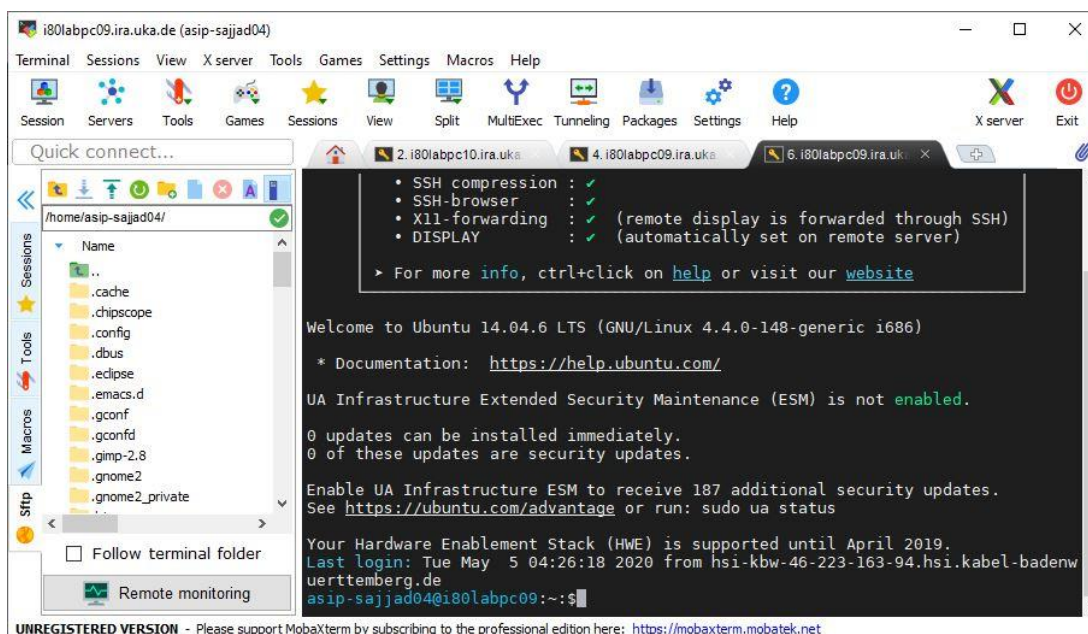 i80labpc09.ira.uka.de (asip-sajjad04)
Terminal Sessions View X server Tools Games Settings Macros Help
Session Servers Tools Games Sessions View Split MultiExec Tunneling Packages Settings Help X server Exit
Quick connect...
2. i80labpc10.ira.uka
4. i80labpc09.ira.uka
6. i80labpc09.ira.uk
/home/asip-sajjad04/
Name
..
.cache
.chipscope
.config
.dbus
.eclipse
.emacs.d
.gconf
.gconfd
.gimp-2.8
.gnome2
.gnome2_private
Sessions
Tools
Macros
Sftp
Follow terminal folder
Remote monitoring
• SSH compression : ✔
• SSH-browser : ✔
• X11-forwarding : ✔ (remote display is forwarded through SSH)
• DISPLAY : ✔ (automatically set on remote server)
➤ For more info, ctrl+click on help or visit our website
Welcome to Ubuntu 14.04.6 LTS (GNU/Linux 4.4.0-148-generic i686)
* Documentation: https://help.ubuntu.com/
UA Infrastructure Extended Security Maintenance (ESM) is not enabled.
0 updates can be installed immediately.
0 of these updates are security updates.
Enable UA Infrastructure ESM to receive 187 additional security updates.
See https://ubuntu.com/advantage or run: sudo ua status
Your Hardware Enablement Stack (HWE) is supported until April 2019.
Last login: Tue May 5 04:26:18 2020 from hsi-kbw-46-223-163-94.hsi.kabel-badenw
uerttemberg.de
asip-sajjad04@i80labpc09:~:$
UNREGISTERED VERSION - Please support MobaXterm by subscribing to the professional edition here: https://mobaxterm.mobatek.net